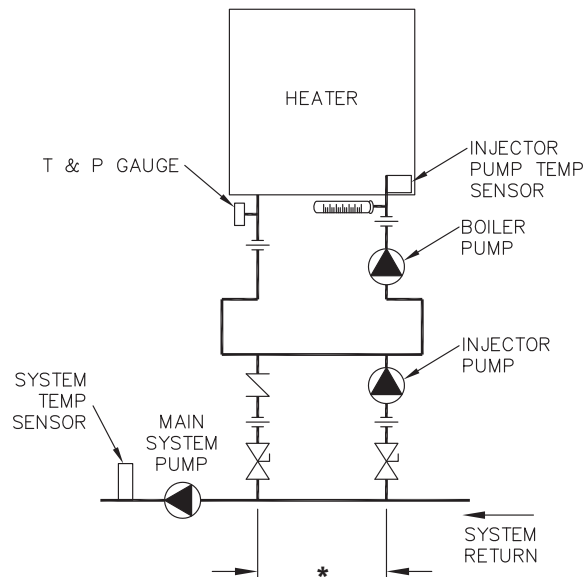 HEATER
T & P GAUGE
INJECTOR
PUMP TEMP
SENSOR
BOILER
PUMP
INJECTOR
PUMP
SYSTEM
TEMP
SENSOR
MAIN
SYSTEM
PUMP
SYSTEM
RETURN
*